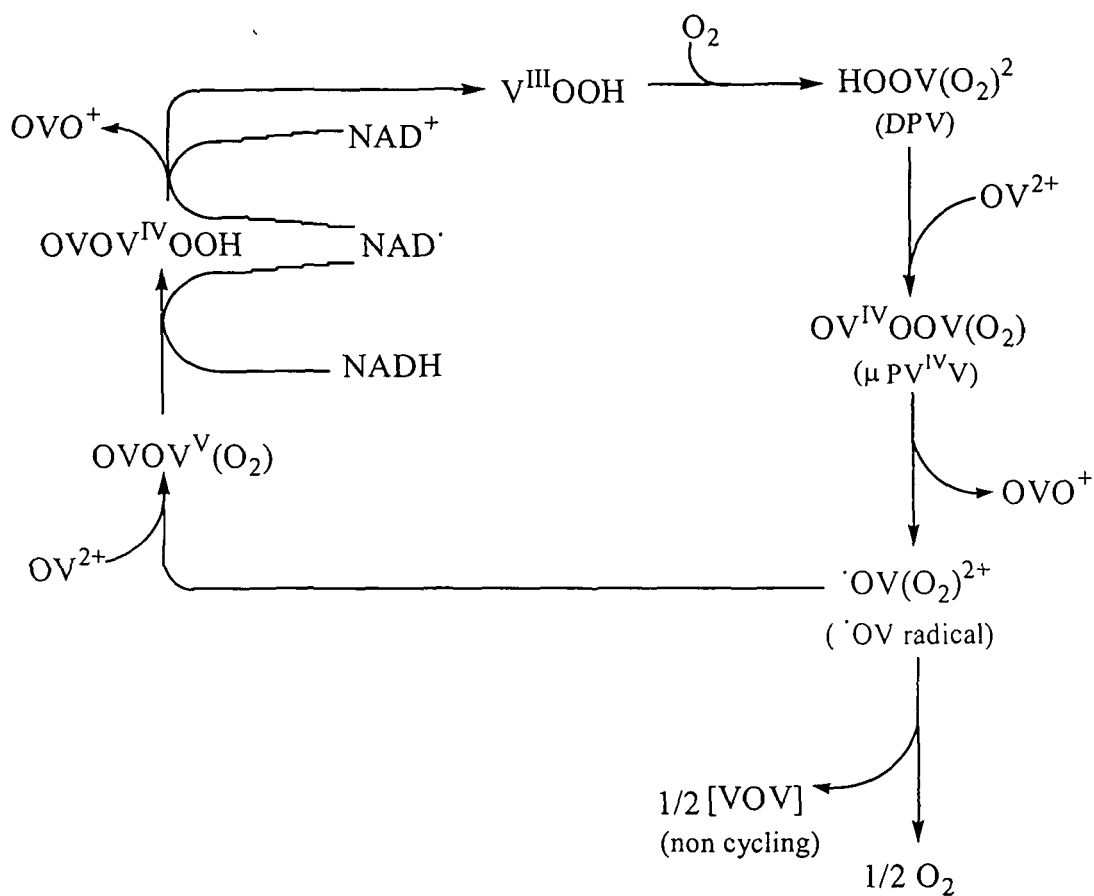 O₂
VᴵᴵᴵOOH
HOOV(O₂)²
(DPV)
OVO⁺
NAD⁺
OVOVᴵⱽOOH
NAD˙
OV²⁺
OVᴵⱽOOV(O₂)
(μ PVᴵⱽV)
NADH
OVOVⱽ(O₂)
OVO⁺
OV²⁺
˙OV(O₂)²⁺
(˙OV radical)
1/2 [VOV]
(non cycling)
1/2 O₂